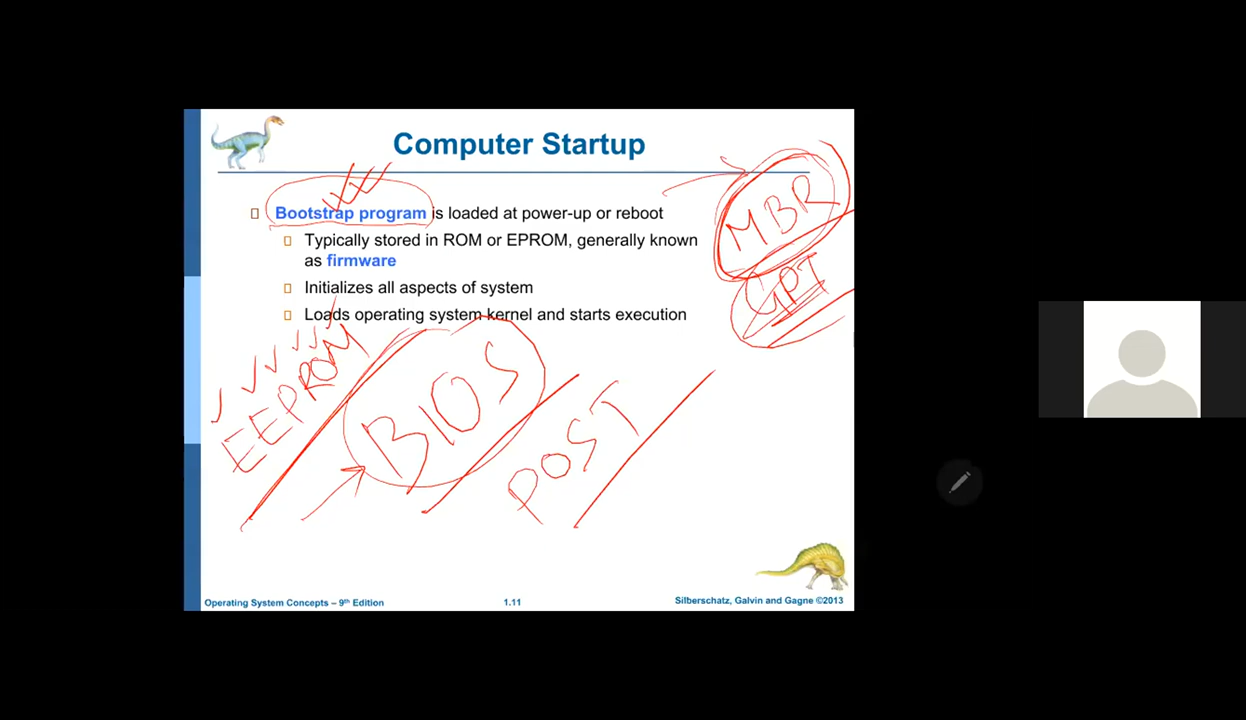 Computer Startup
MBR
Bootstrap program is loaded at power-up or reboot
Typically stored in ROM or EPROM, generally known
as firmware
GPT
Initializes all aspects of system
Loads operating system kernel and starts execution
EEPROM
BIOS
POST
Operating System Concepts – 9th Edition
1.11
Silberschatz, Galvin and Gagne ©2013